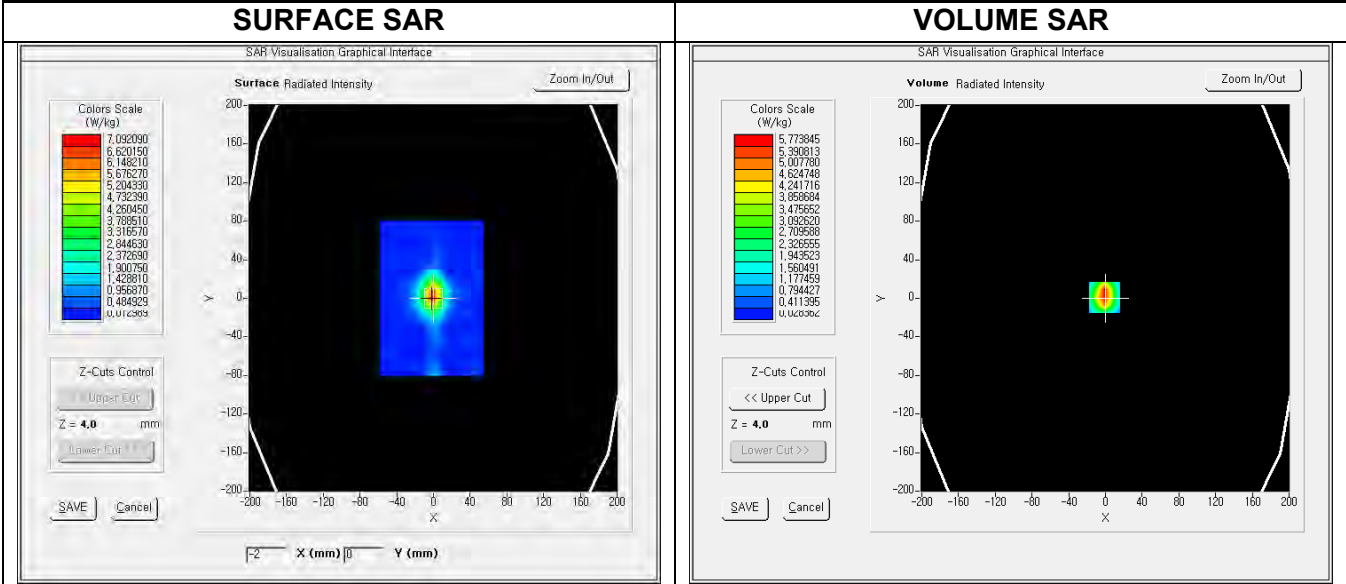 SURFACE SAR
SAR Visualisation Graphical Interface
Surface Radiated Intensity
Zoom In/Out
Colors Scale
(W/kg)
7,092090
6,620150
6,148210
5,676270
5,204330
4,732390
4,260450
3,788510
3,316570
2,844630
2,372690
1,900750
1,428810
0,956870
0,484929
0,012989
Z-Cuts Control
<< Upper Cut
Z = 4,0 mm
Lower Cut >>
SAVE
Cancel
200
160
120
80
40
0
-40
-80
-120
-160
-200
Y
-200 -160 -120 -80 -40 0 40 80 120 160 200
X
-2 X (mm) 0 Y (mm)
VOLUME SAR
SAR Visualisation Graphical Interface
Volume Radiated Intensity
Zoom In/Out
Colors Scale
(W/kg)
5,773845
5,390813
5,007780
4,624748
4,241716
3,858684
3,475652
3,092620
2,709588
2,326555
1,943523
1,560491
1,177459
0,794427
0,411395
0,028362
Z-Cuts Control
<< Upper Cut
Z = 4,0 mm
Lower Cut >>
SAVE
Cancel
200
160
120
80
40
0
-40
-80
-120
-160
-200
Y
-200 -160 -120 -80 -40 0 40 80 120 160 200
X